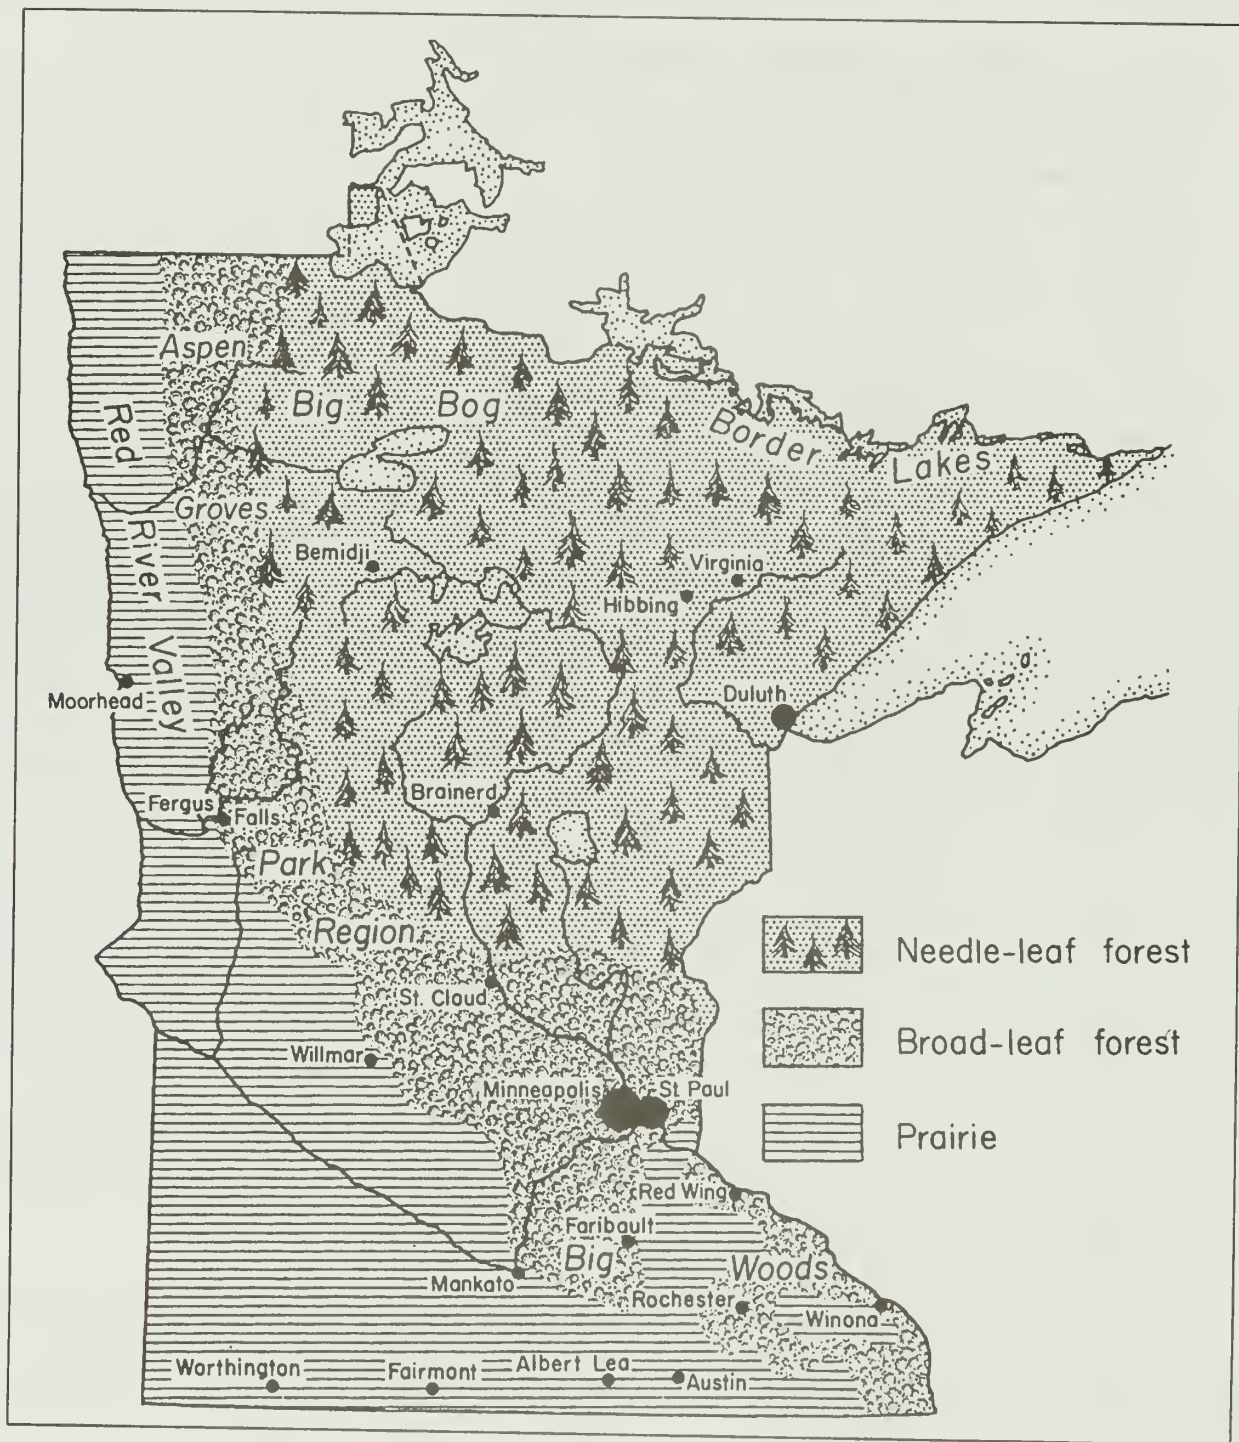 Aspen
Groves
Big Bog
Border Lakes
Red River Valley
Bemidji
Virginia
Hibbing
Duluth
Moorhead
Fergus Falls
Brainerd
Park
Region
St. Cloud
Willmar
Minneapolis
St Paul
Red Wing
Faribault
Big Woods
Mankato
Rochester
Winona
Worthington
Fairmont
Albert Lea
Austin
Needle-leaf forest
Broad-leaf forest
Prairie